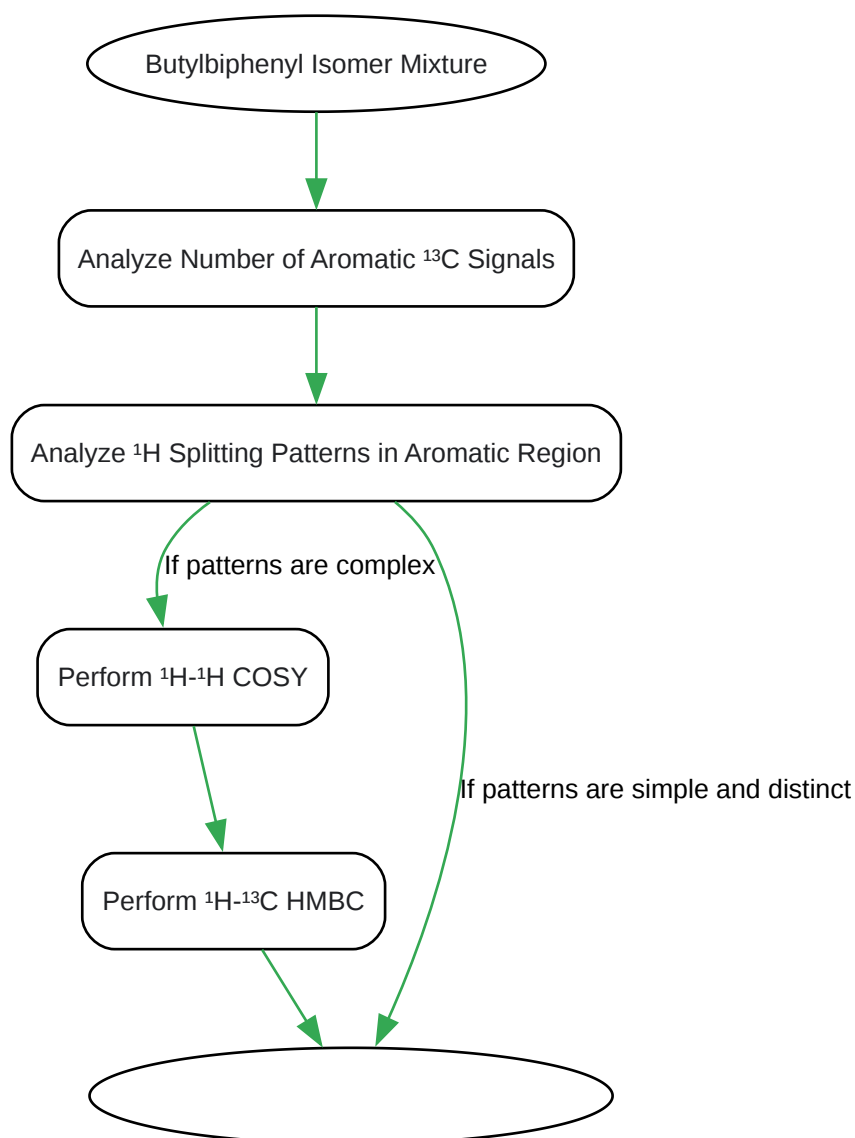 Butylbiphenyl Isomer Mixture
Analyze Number of Aromatic ¹³C Signals
Analyze ¹H Splitting Patterns in Aromatic Region
If patterns are complex
Perform ¹H-¹H COSY
If patterns are simple and distinct
Perform ¹H-¹³C HMBC